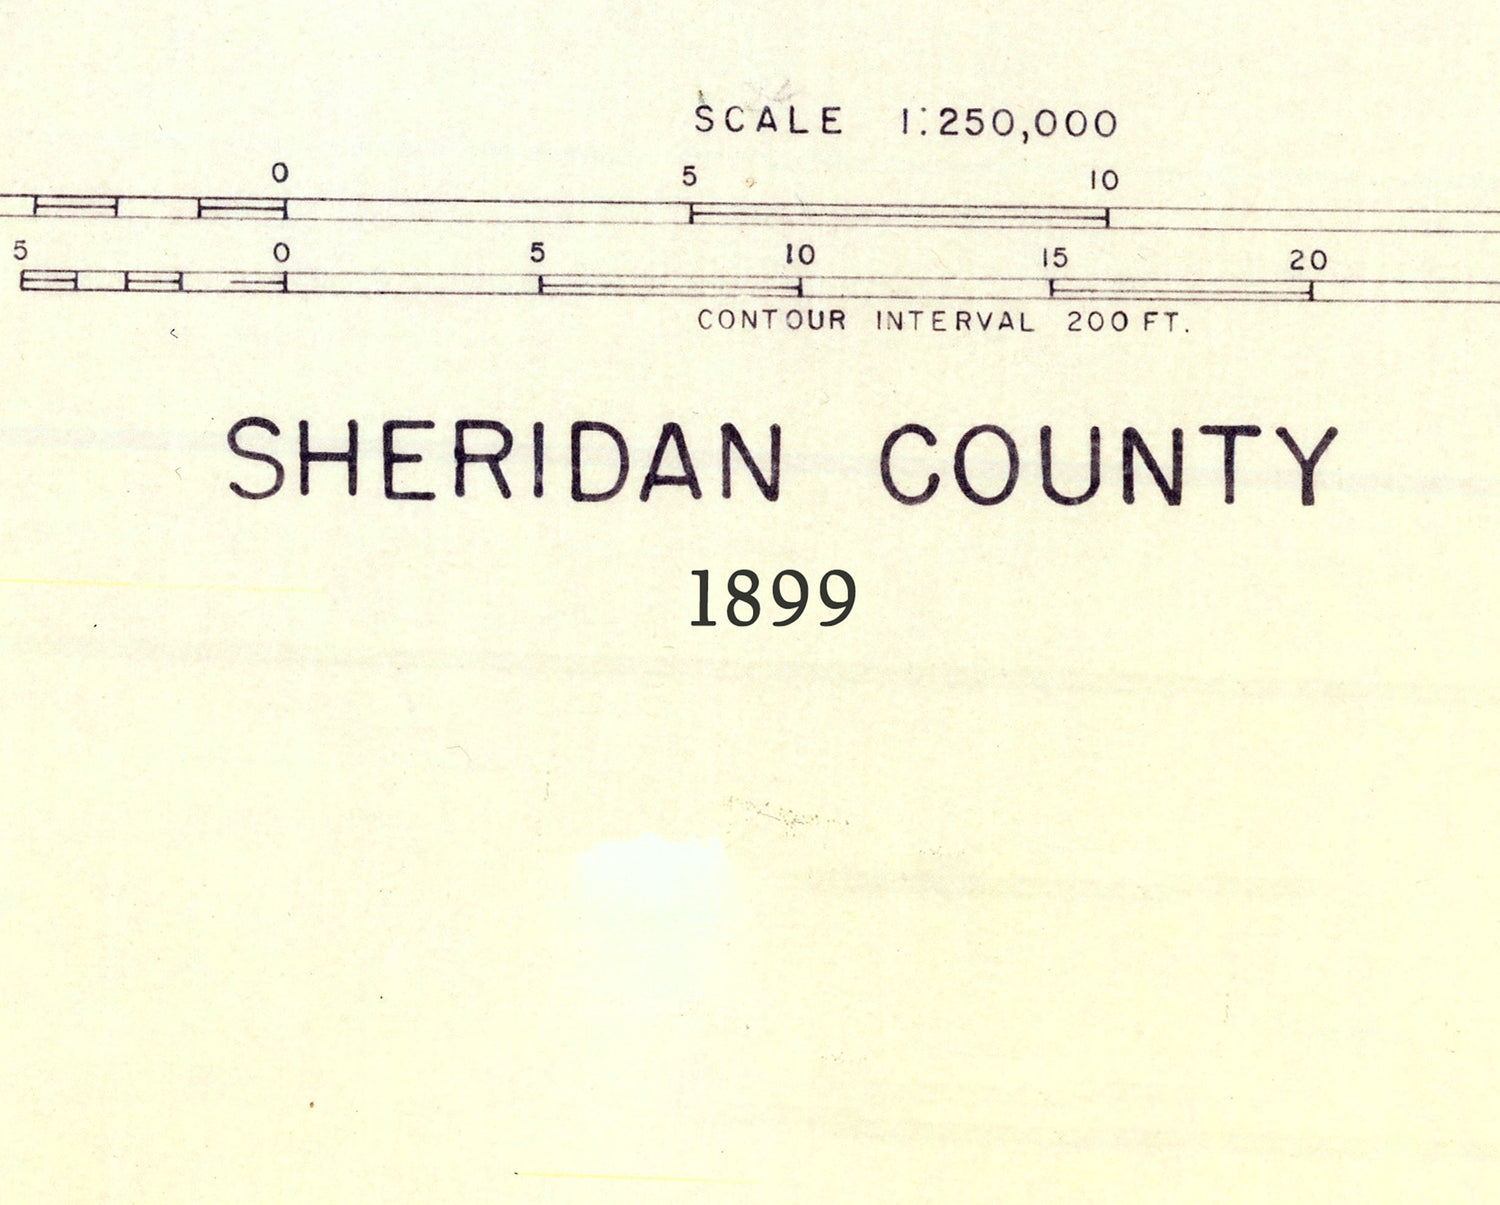 SCALE 1:250,000
0 5 10
5 0 5 10 15 20
CONTOUR INTERVAL 200 FT.
SHERIDAN COUNTY
1899